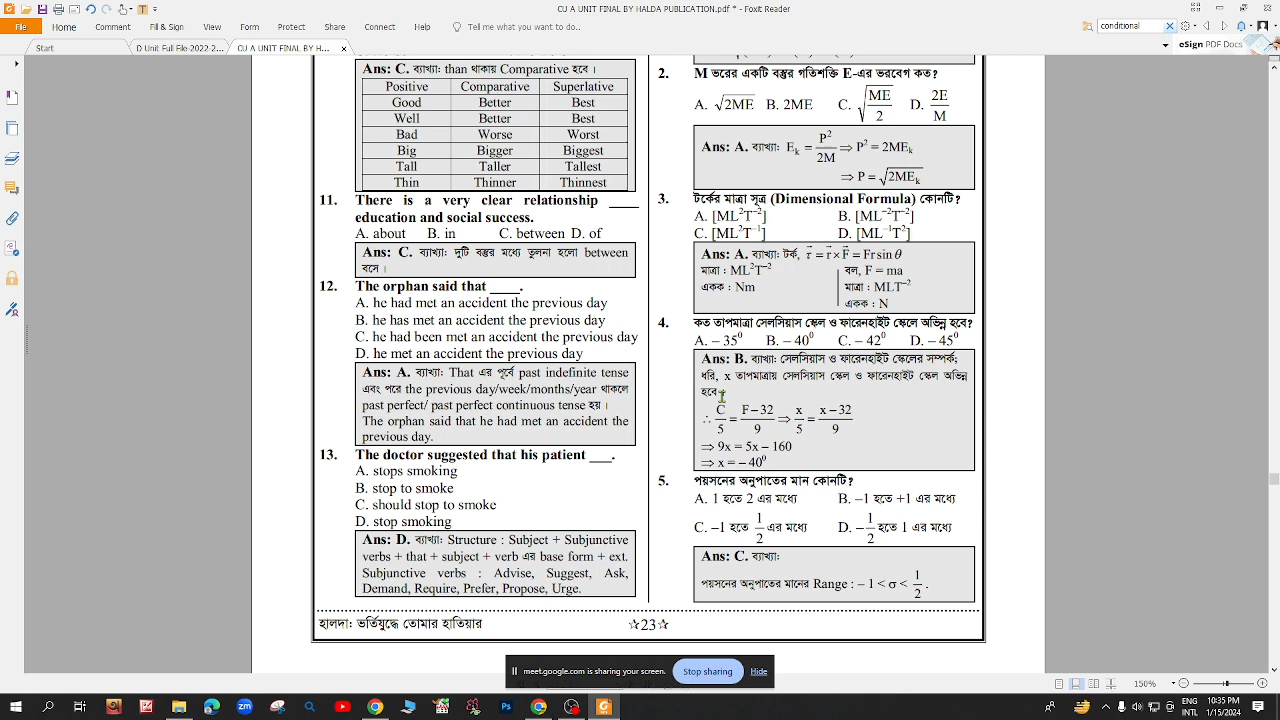 CU A UNIT FINAL BY HALDA PUBLICATION.pdf * - Foxit Reader
File Home Comment Fill & Sign View Form Protect Share Connect Help Tell me what you want to do... conditional
Start D Unit Full File-2022-2... CU A UNIT FINAL BY H... eSign PDF Docs
Ans: C. ব্যাখ্যা: than থাকায় Comparative হবে ।
Positive Comparative Superlative
Good Better Best
Well Better Best
Bad Worse Worst
Big Bigger Biggest
Tall Taller Tallest
Thin Thinner Thinnest
11. There is a very clear relationship ____
education and social success.
A. about B. in C. between D. of
Ans: C. ব্যাখ্যা: দুটি বস্তুর মধ্যে তুলনা হলো between
বসে ।
12. The orphan said that ____.
A. he had met an accident the previous day
B. he has met an accident the previous day
C. he had been met an accident the previous day
D. he met an accident the previous day
Ans: A. ব্যাখ্যা: That এর পূর্বে past indefinite tense
এবং পরে the previous day/week/months/year থাকলে
past perfect/ past perfect continuous tense হয় ।
The orphan said that he had met an accident the
previous day.
13. The doctor suggested that his patient ___.
A. stops smoking
B. stop to smoke
C. should stop to smoke
D. stop smoking
Ans: D. ব্যাখ্যা: Structure : Subject + Subjunctive
verbs + that + subject + verb এর base form + ext.
Subjunctive verbs : Advise, Suggest, Ask,
Demand, Require, Prefer, Propose, Urge.
2. M ভরের একটি বস্তুর গতিশক্তি E-এর ভরবেগ কত?
A. √2ME B. 2ME C. √(ME/2) D. 2E/M
Ans: A. ব্যাখ্যা: Eₖ = P²/2M ⇒ P² = 2MEₖ
⇒ P = √2MEₖ
3. টর্কের মাত্রা সূত্র (Dimensional Formula) কোনটি?
A. [ML²T⁻²] B. [ML⁻²T⁻²]
C. [ML²T⁻¹] D. [ML⁻¹T²]
Ans: A. ব্যাখ্যা: টর্ক, τ⃗ = r⃗ × F⃗ = Fr sin θ
মাত্রা : ML²T⁻² বল, F = ma
একক : Nm মাত্রা : MLT⁻²
একক : N
4. কত তাপমাত্রা সেলসিয়াস স্কেল ও ফারেনহাইট স্কেলে অভিন্ন হবে?
A. – 35⁰ B. – 40⁰ C. – 42⁰ D. – 45⁰
Ans: B. ব্যাখ্যা: সেলসিয়াস ও ফারেনহাইট স্কেলের সম্পর্ক;
ধরি, x তাপমাত্রায় সেলসিয়াস স্কেল ও ফারেনহাইট স্কেল অভিন্ন
হবে।
∴ C/5 = (F – 32)/9 ⇒ x/5 = (x – 32)/9
⇒ 9x = 5x – 160
⇒ x = – 40⁰
5. পয়সনের অনুপাতের মান কোনটি?
A. 1 হতে 2 এর মধ্যে B. –1 হতে +1 এর মধ্যে
C. –1 হতে 1/2 এর মধ্যে D. –1/2 হতে 1 এর মধ্যে
Ans: C. ব্যাখ্যা:
পয়সনের অনুপাতের মানের Range : – 1 < σ < 1/2 .
হালদা: ভর্তিযুদ্ধে তোমার হাতিয়ার ☆23☆
meet.google.com is sharing your screen. Stop sharing Hide
150%
ENG 10:35 PM
INTL 1/15/2024